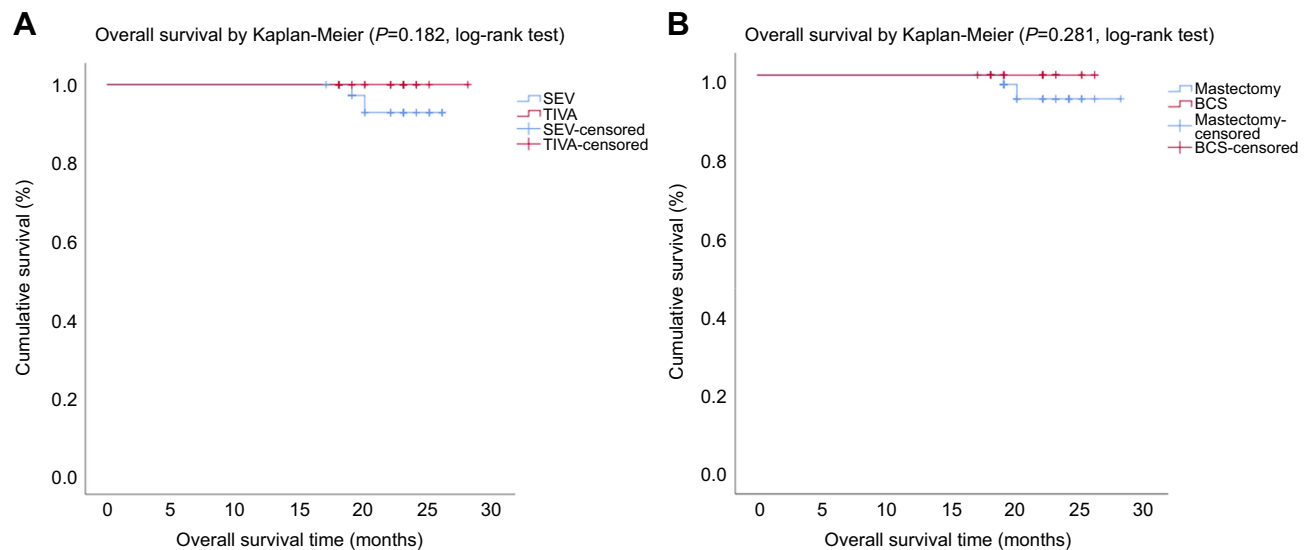 A
Overall survival by Kaplan-Meier (P=0.182, log-rank test)
1.0
0.8
0.6
0.4
0.2
0.0
Cumulative survival (%)
0 5 10 15 20 25 30
Overall survival time (months)
SEV
TIVA
SEV-censored
TIVA-censored
B
Overall survival by Kaplan-Meier (P=0.281, log-rank test)
1.0
0.8
0.6
0.4
0.2
0.0
Cumulative survival (%)
0 5 10 15 20 25 30
Overall survival time (months)
Mastectomy
BCS
Mastectomy-
censored
BCS-censored